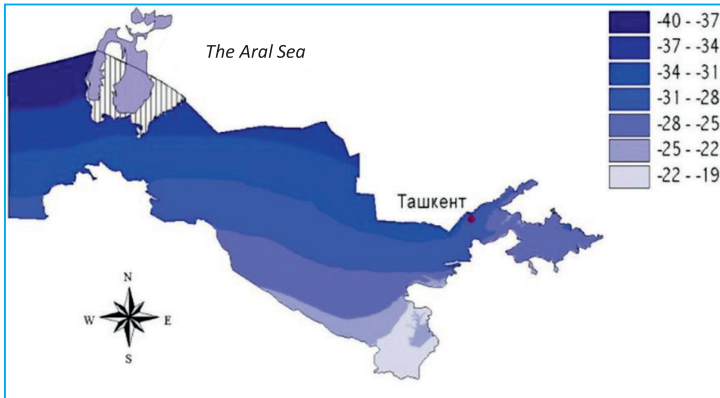 The Aral Sea
-40 - -37
-37 - -34
-34 - -31
-31 - -28
-28 - -25
-25 - -22
-22 - -19
Ташкент
N
W E
S